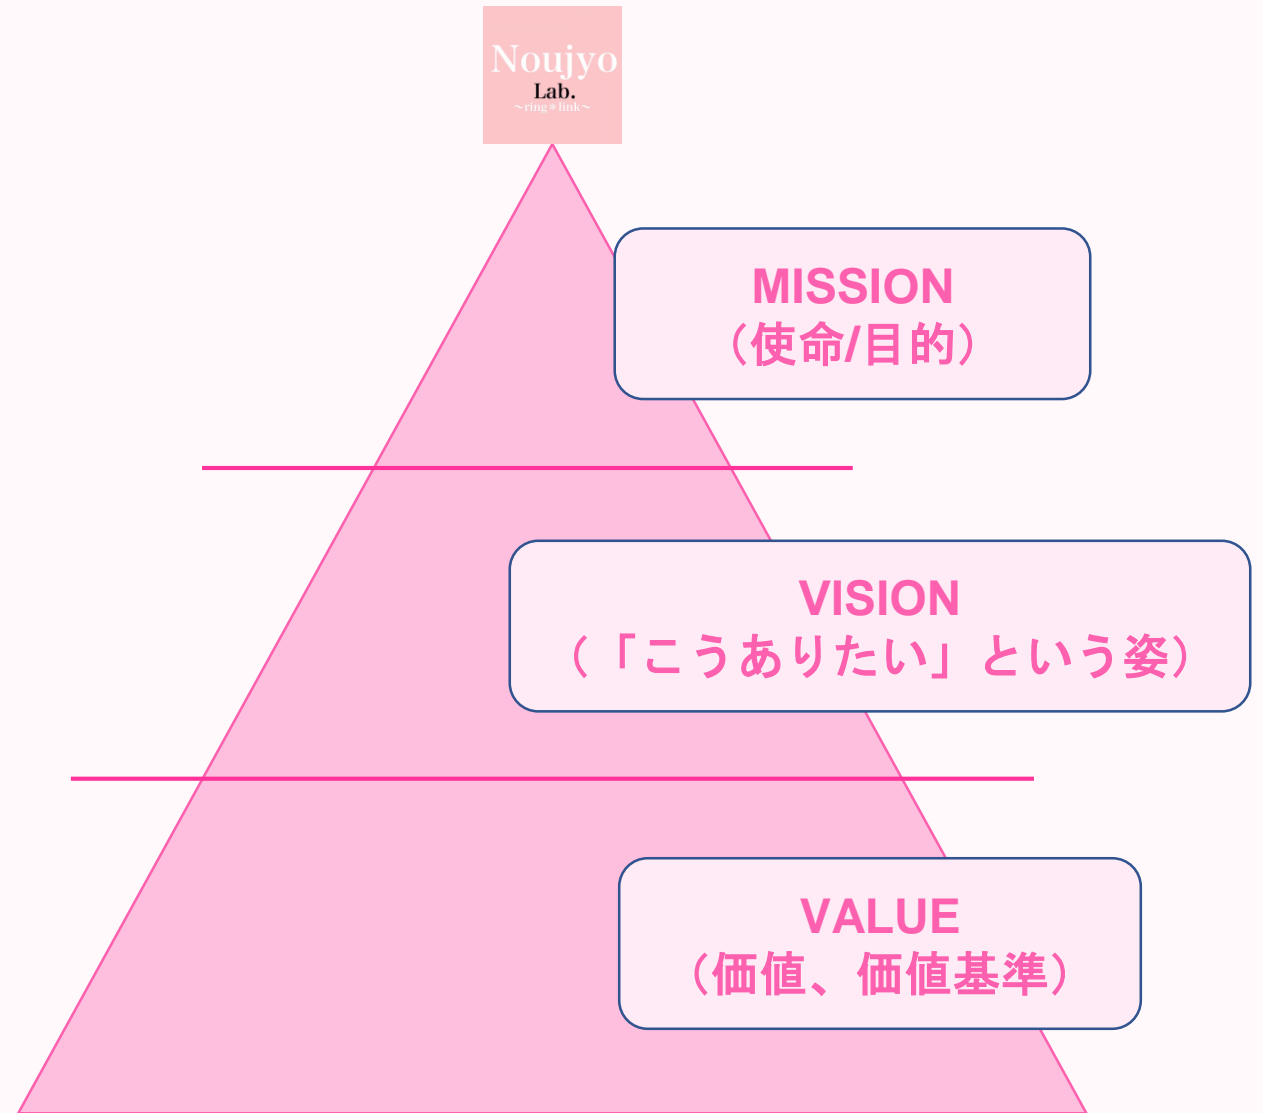 Noujyo
Lab.
～ring＊link～
MISSION
（使命/目的）
VISION
（「こうありたい」という姿）
VALUE
（価値、価値基準）